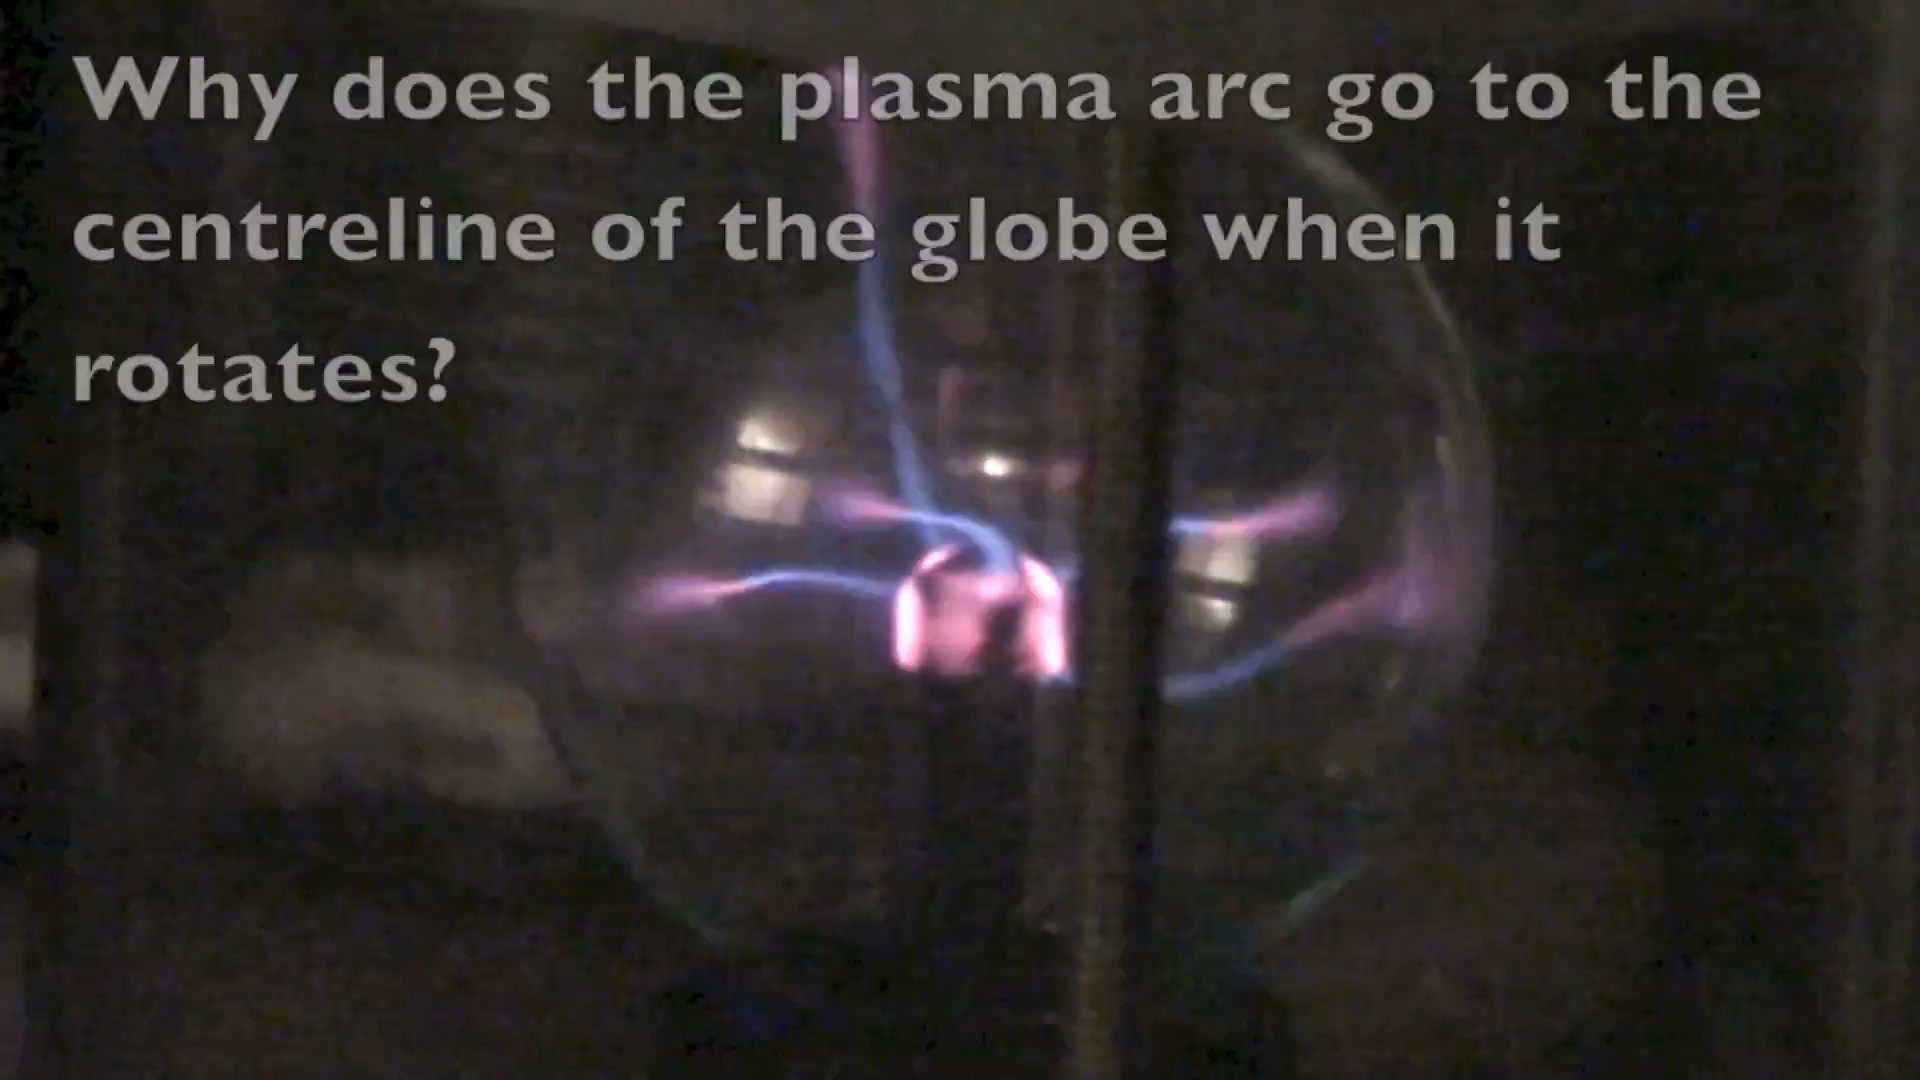 Why does the plasma arc go to the
centreline of the globe when it
rotates?